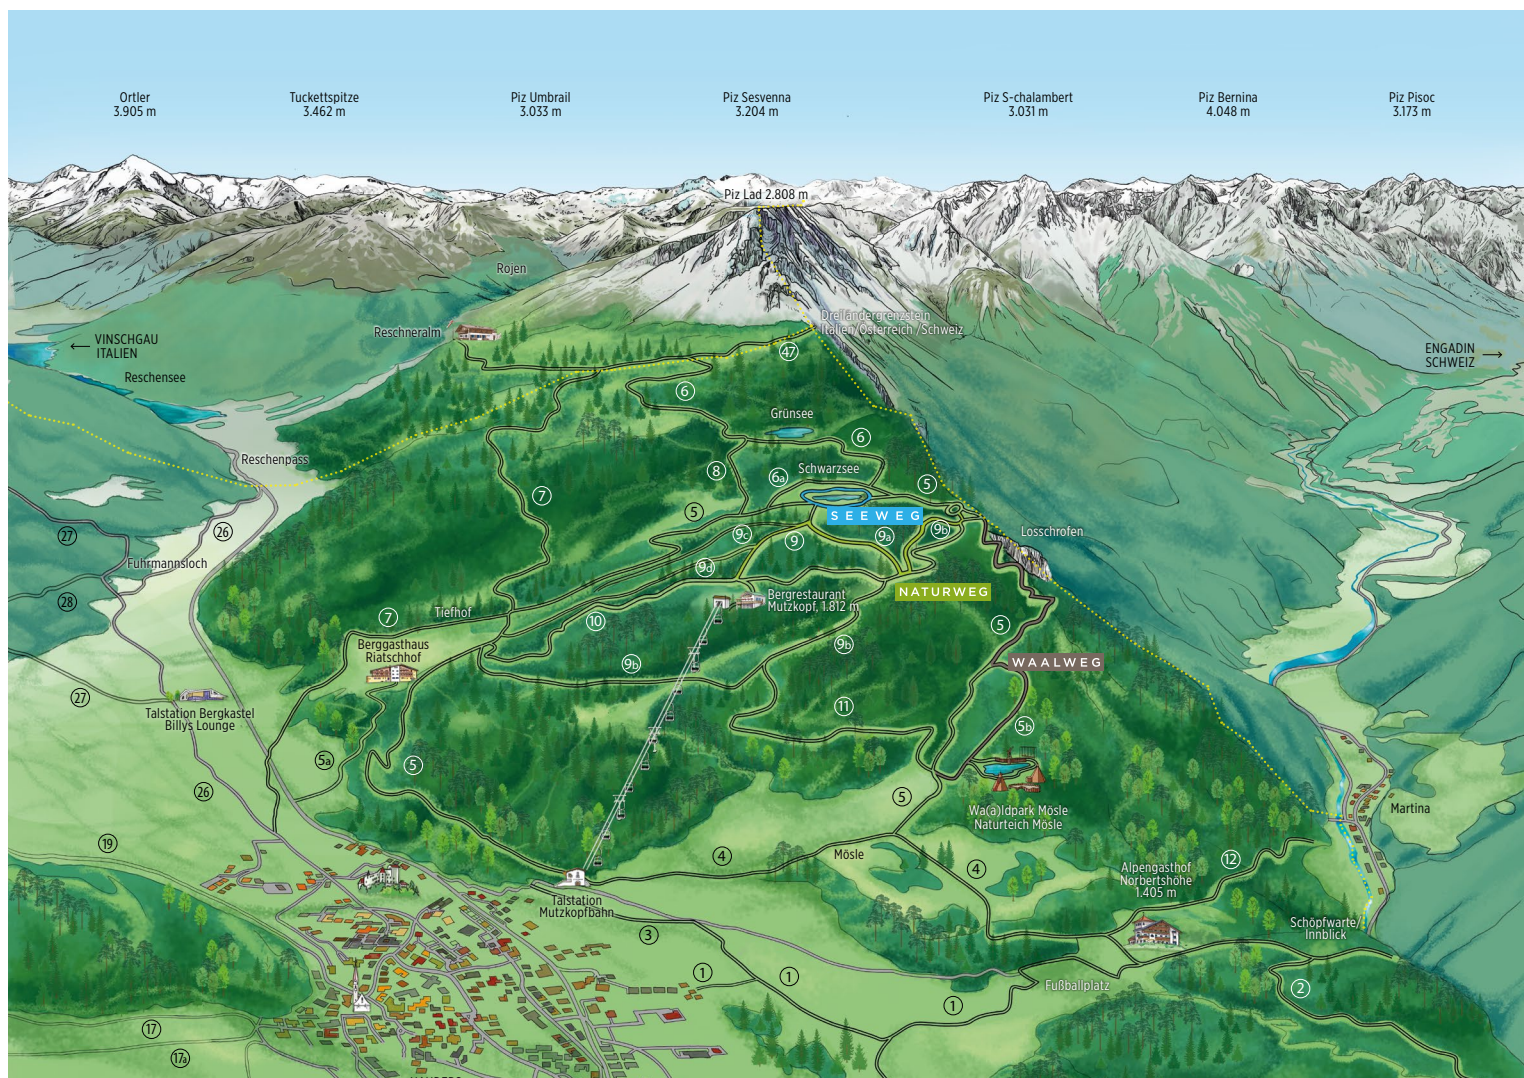 Ortler
3.905 m
Tuckettspitze
3.462 m
Piz Umbrail
3.033 m
Piz Sesvenna
3.204 m
Piz S-chalambert
3.031 m
Piz Bernina
4.048 m
Piz Pisoc
3.173 m
Piz Lad 2.808 m
Rojen
Reschneralm
Dreiländergrenzstein
Italien/Österreich /Schweiz
← VINSCHGAU
ITALIEN
Reschensee
ENGADIN →
SCHWEIZ
47
6
Grünsee
6
Reschenpass
8
6a
Schwarzsee
5
7
5
SEEWEG
26
27
9c
9
9a
9b
Losschrofen
Fuhrmannsloch
9d
28
NATURWEG
Bergrestaurant
Mutzkopf, 1.812 m
7
Tiefhof
10
5
Berggasthaus
Riatschhof
9b
9b
WAALWEG
27
Talstation Bergkastel
Billys Lounge
11
5b
5a
5
26
5
Wa(a)ldpark Mösle
Naturteich Mösle
Martina
19
4
Mösle
4
12
Alpengasthof
Norbertshöhe
1.405 m
Talstation
Mutzkopfbahn
3
Schöpfwarte/
Innblick
1
1
1
Fußballplatz
2
17
17a